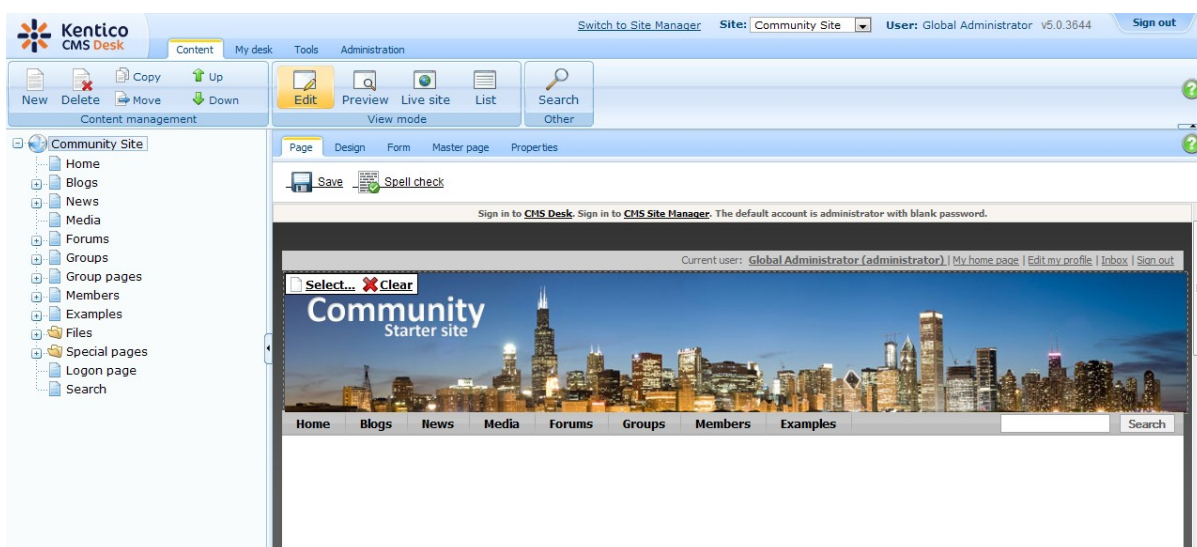 Kentico
CMS Desk
Switch to Site Manager Site: Community Site User: Global Administrator v5.0.3644 Sign out
Content My desk Tools Administration
New Delete Copy Move Up Down
Content management
Edit Preview Live site List
View mode
Search
Other
Community Site
Home
Blogs
News
Media
Forums
Groups
Group pages
Members
Examples
Files
Special pages
Logon page
Search
Page Design Form Master page Properties
Save Spell check
Sign in to CMS Desk. Sign in to CMS Site Manager. The default account is administrator with blank password.
Current user: Global Administrator (administrator) | My home page | Edit my profile | Inbox | Sign out
Select... Clear
Community
Starter site
Home Blogs News Media Forums Groups Members Examples Search